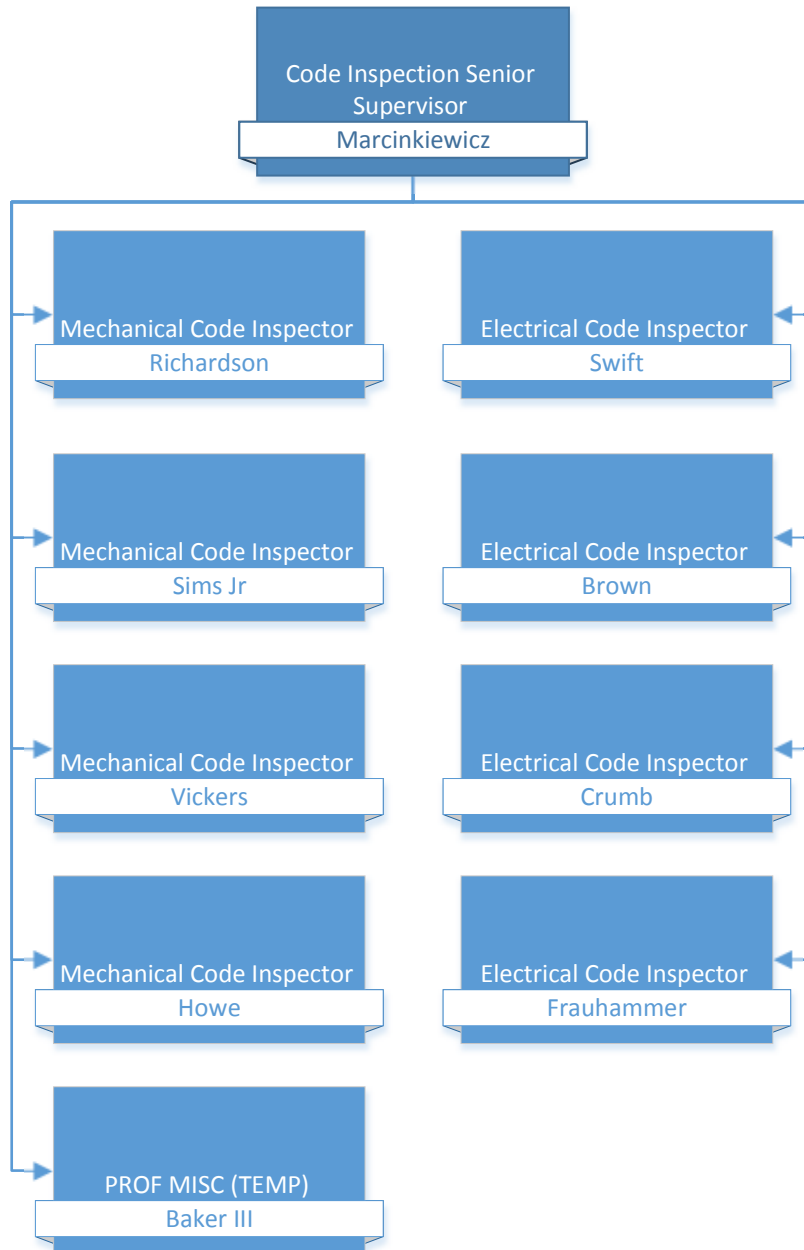 Code Inspection Senior
Supervisor
Marcinkiewicz
Mechanical Code Inspector
Richardson
Electrical Code Inspector
Swift
Mechanical Code Inspector
Sims Jr
Electrical Code Inspector
Brown
Mechanical Code Inspector
Vickers
Electrical Code Inspector
Crumb
Mechanical Code Inspector
Howe
Electrical Code Inspector
Frauhammer
PROF MISC (TEMP)
Baker III